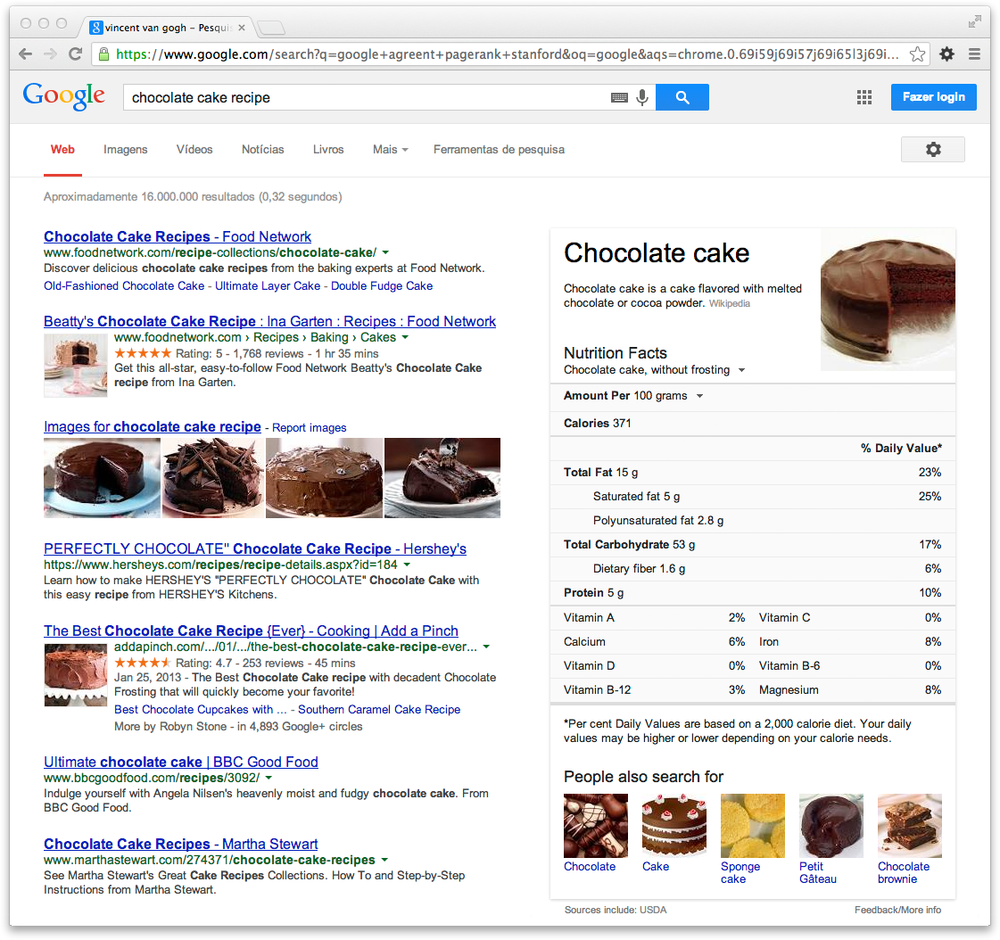 vincent van gogh - Pesquis
https://www.google.com/search?q=google+agreent+pagerank+stanford&oq=google&aqs=chrome.0.69i59j69i57j69i65l3j69i...
Google
chocolate cake recipe
Fazer login
Web Imagens Vídeos Notícias Livros Mais Ferramentas de pesquisa
Aproximadamente 16.000.000 resultados (0,32 segundos)
Chocolate Cake Recipes - Food Network
www.foodnetwork.com/recipe-collections/chocolate-cake/
Discover delicious chocolate cake recipes from the baking experts at Food Network.
Old-Fashioned Chocolate Cake - Ultimate Layer Cake - Double Fudge Cake
Beatty's Chocolate Cake Recipe : Ina Garten : Recipes : Food Network
www.foodnetwork.com › Recipes › Baking › Cakes
Rating: 5 - 1,768 reviews - 1 hr 35 mins
Get this all-star, easy-to-follow Food Network Beatty's Chocolate Cake
recipe from Ina Garten.
Images for chocolate cake recipe - Report images
PERFECTLY CHOCOLATE" Chocolate Cake Recipe - Hershey's
https://www.hersheys.com/recipes/recipe-details.aspx?id=184
Learn how to make HERSHEY'S "PERFECTLY CHOCOLATE" Chocolate Cake with
this easy recipe from HERSHEY'S Kitchens.
The Best Chocolate Cake Recipe {Ever} - Cooking | Add a Pinch
addapinch.com/.../01/.../the-best-chocolate-cake-recipe-ever...
Rating: 4.7 - 253 reviews - 45 mins
Jan 25, 2013 - The Best Chocolate Cake recipe with decadent Chocolate
Frosting that will quickly become your favorite!
Best Chocolate Cupcakes with ... - Southern Caramel Cake Recipe
More by Robyn Stone - in 4,893 Google+ circles
Ultimate chocolate cake | BBC Good Food
www.bbcgoodfood.com/recipes/3092/
Indulge yourself with Angela Nilsen's heavenly moist and fudgy chocolate cake. From
BBC Good Food.
Chocolate Cake Recipes - Martha Stewart
www.marthastewart.com/274371/chocolate-cake-recipes
See Martha Stewart's Great Cake Recipes Collections. How To and Step-by-Step
Instructions from Martha Stewart.
Chocolate cake
Chocolate cake is a cake flavored with melted
chocolate or cocoa powder. Wikipedia
Nutrition Facts
Chocolate cake, without frosting
Amount Per 100 grams
Calories 371
% Daily Value*
Total Fat 15 g 23%
Saturated fat 5 g 25%
Polyunsaturated fat 2.8 g
Total Carbohydrate 53 g 17%
Dietary fiber 1.6 g 6%
Protein 5 g 10%
Vitamin A 2% Vitamin C 0%
Calcium 6% Iron 8%
Vitamin D 0% Vitamin B-6 0%
Vitamin B-12 3% Magnesium 8%
*Per cent Daily Values are based on a 2,000 calorie diet. Your daily
values may be higher or lower depending on your calorie needs.
People also search for
Chocolate Cake Sponge cake Petit Gâteau Chocolate brownie
Sources include: USDA Feedback/More info